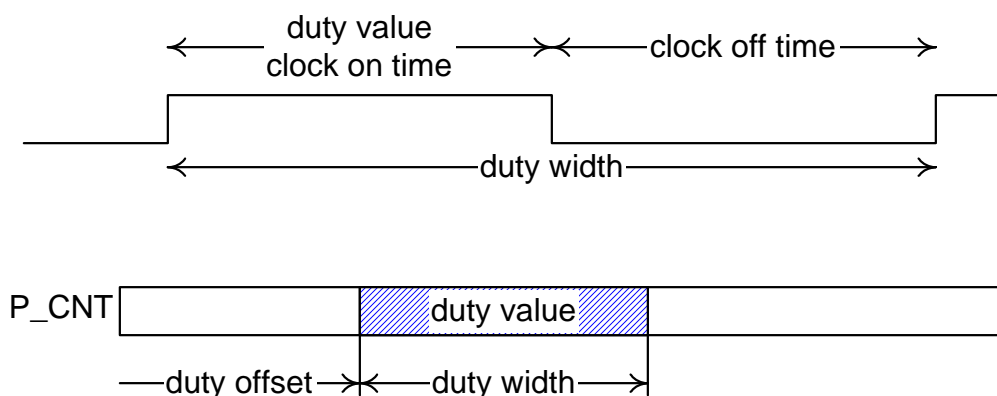 duty value
clock on time
clock off time
duty width
P_CNT
duty value
duty offset
duty width